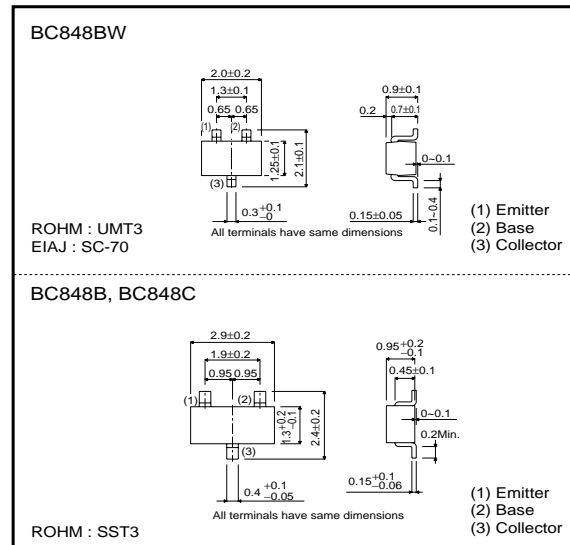 BC848BW
2.0±0.2
1.3±0.1
0.65 0.65
(1) (2)
(3)
1.25±0.1
2.1±0.1
0.3 +0.1 −0
All terminals have same dimensions
0.9±0.1
0.2 0.7±0.1
0~0.1
0.1~0.4
0.15±0.05
ROHM : UMT3
EIAJ : SC-70
(1) Emitter
(2) Base
(3) Collector
BC848B, BC848C
2.9±0.2
1.9±0.2
0.95 0.95
(1) (2)
(3)
1.3 +0.2 −0.1
2.4±0.2
0.4 +0.1 −0.05
All terminals have same dimensions
0.95 +0.2 −0.1
0.45±0.1
0~0.1
0.2Min.
0.15 +0.1 −0.06
ROHM : SST3
(1) Emitter
(2) Base
(3) Collector